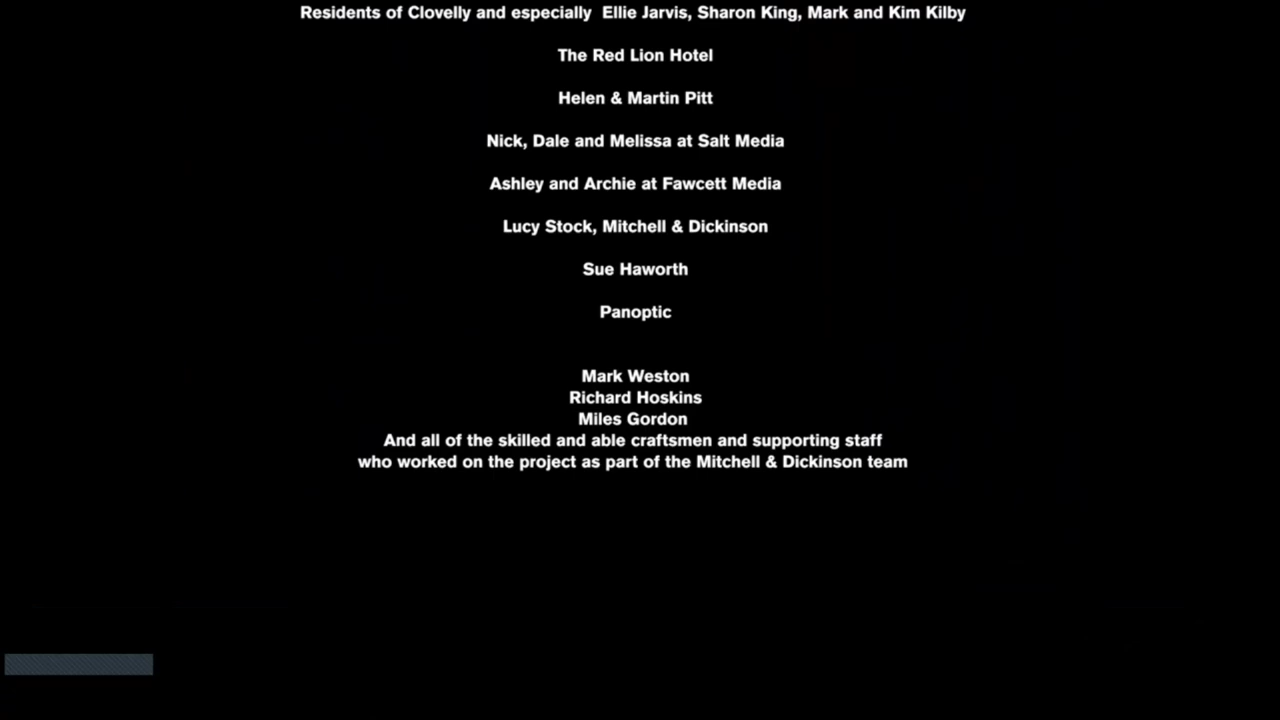 Residents of Clovelly and especially  Ellie Jarvis, Sharon King, Mark and Kim Kilby
The Red Lion Hotel
Helen & Martin Pitt
Nick, Dale and Melissa at Salt Media
Ashley and Archie at Fawcett Media
Lucy Stock, Mitchell & Dickinson
Sue Haworth
Panoptic
Mark Weston
Richard Hoskins
Miles Gordon
And all of the skilled and able craftsmen and supporting staff
who worked on the project as part of the Mitchell & Dickinson team